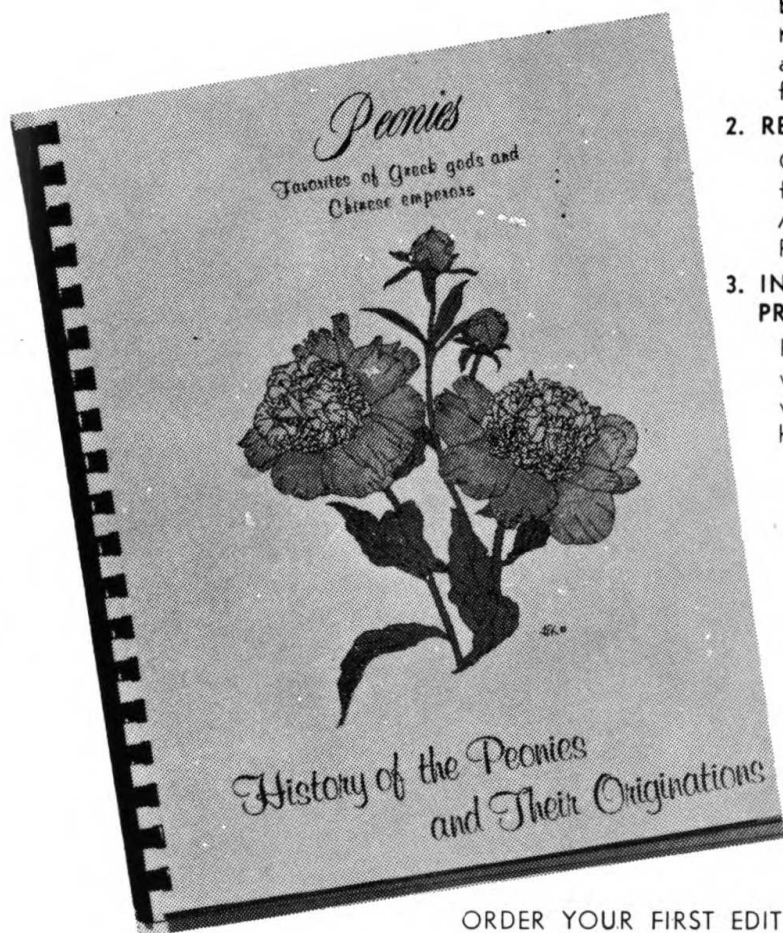 Peonies
Favorites of Greek gods and
Chinese emperors
History of the Peonies
and Their Originations
2. RE
3. IN
PR
ORDER YOUR FIRST EDIT